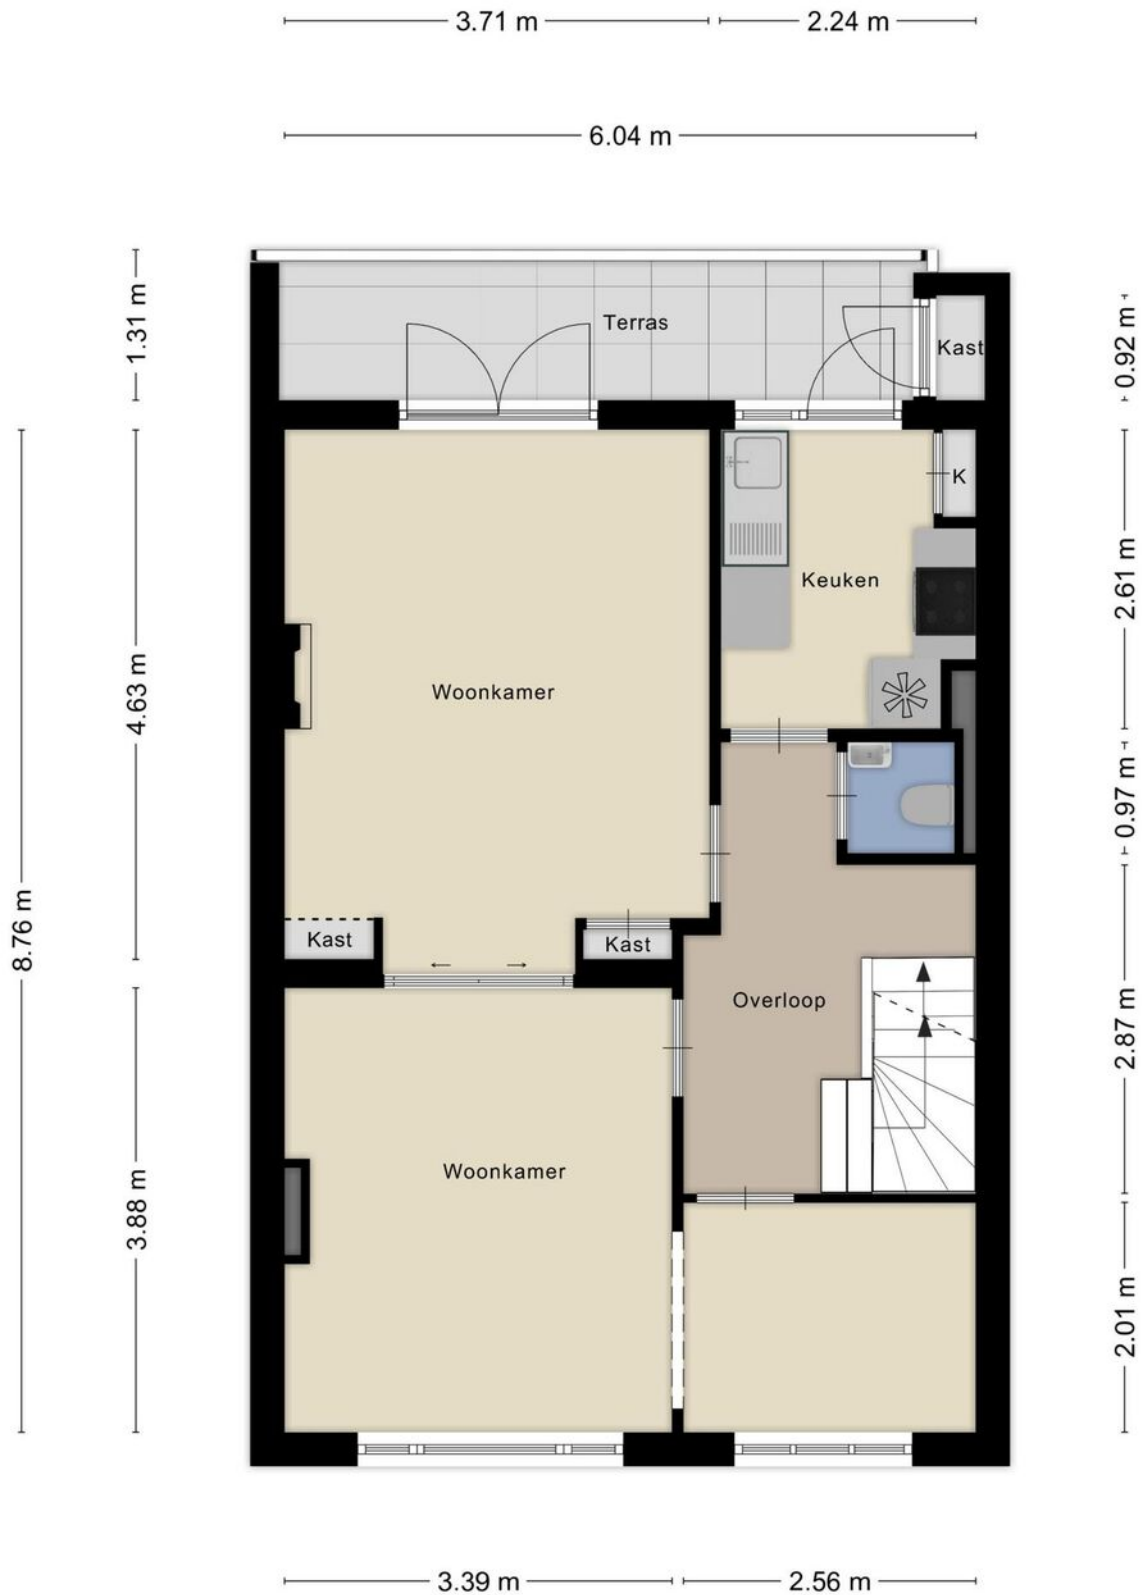 3.71 m
2.24 m
6.04 m
1.31 m
Terras
Kast
0.92 m
K
Keuken
2.61 m
4.63 m
Woonkamer
0.97 m
8.76 m
Kast
Kast
Overloop
2.87 m
Woonkamer
3.88 m
2.01 m
3.39 m
2.56 m